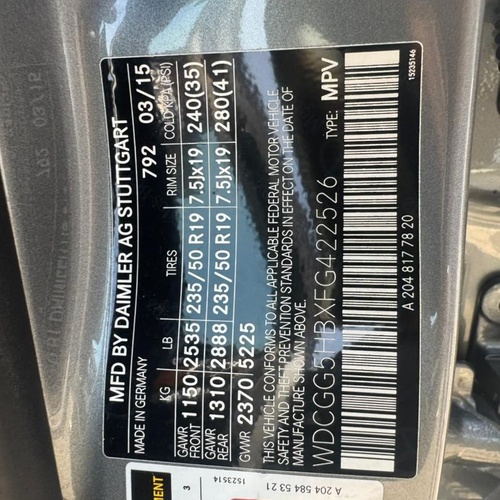 MFD BY DAIMLER AG STUTTGART
MADE IN GERMANY 792 03/15
KG LB TIRES RIM SIZE COLD KPA (PSI)
GAWR FRONT 1150 2535 235/50 R19 7.5Jx19 240(35)
GAWR REAR 1310 2888 235/50 R19 7.5Jx19 280(41)
GWR 2370 5225
THIS VEHICLE CONFORMS TO ALL APPLICABLE FEDERAL MOTOR VEHICLE
SAFETY AND THEFT PREVENTION STANDARDS IN EFFECT ON THE DATE OF
MANUFACTURE SHOWN ABOVE.
WDCGG5HBXFG422526 TYPE: MPV
A 204 817 78 20 15235146
3 1523514
A 204 584 53 21